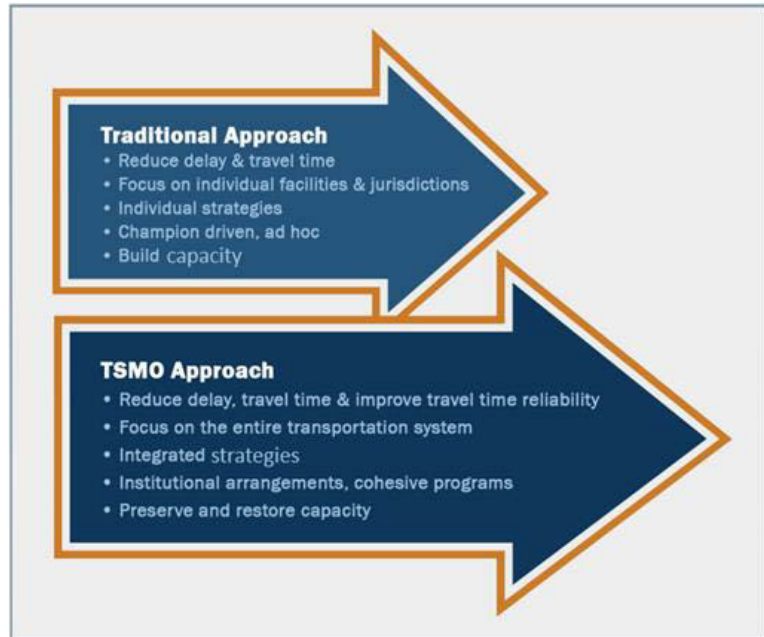 Traditional Approach
• Reduce delay & travel time
• Focus on individual facilities & jurisdictions
• Individual strategies
• Champion driven, ad hoc
• Build capacity
TSMO Approach
• Reduce delay, travel time & improve travel time reliability
• Focus on the entire transportation system
• Integrated strategies
• Institutional arrangements, cohesive programs
• Preserve and restore capacity